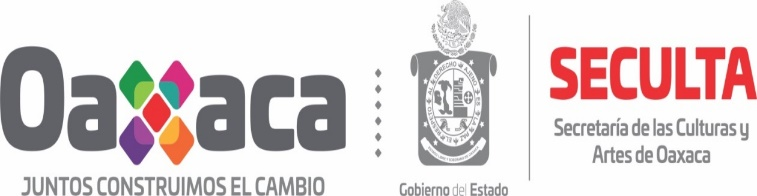 Oaxaca
JUNTOS CONSTRUIMOS EL CAMBIO
Gobierno del Estado
SECULTA
Secretaría de las Culturas y
Artes de Oaxaca